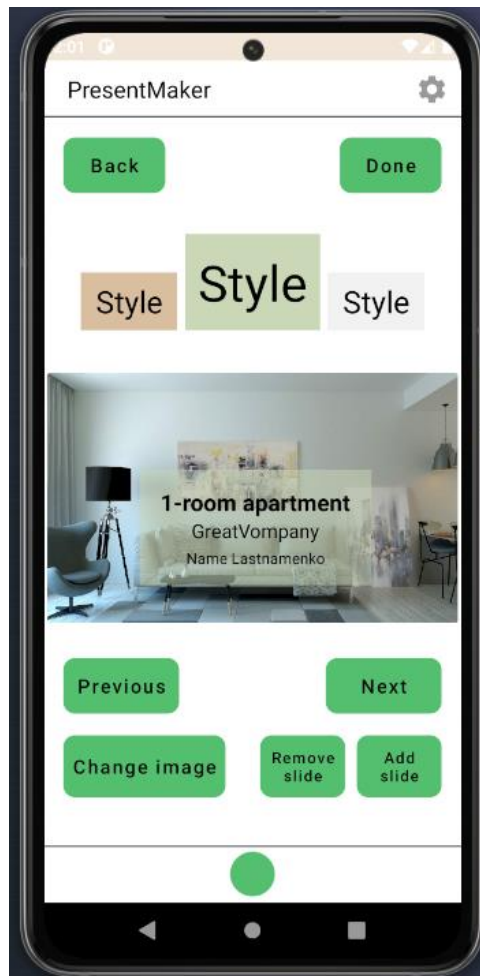 :01
PresentMaker
Back
Done
Style
Style
Style
1-room apartment
GreatVompany
Name Lastnamenko
Previous
Next
Change image
Remove
slide
Add
slide